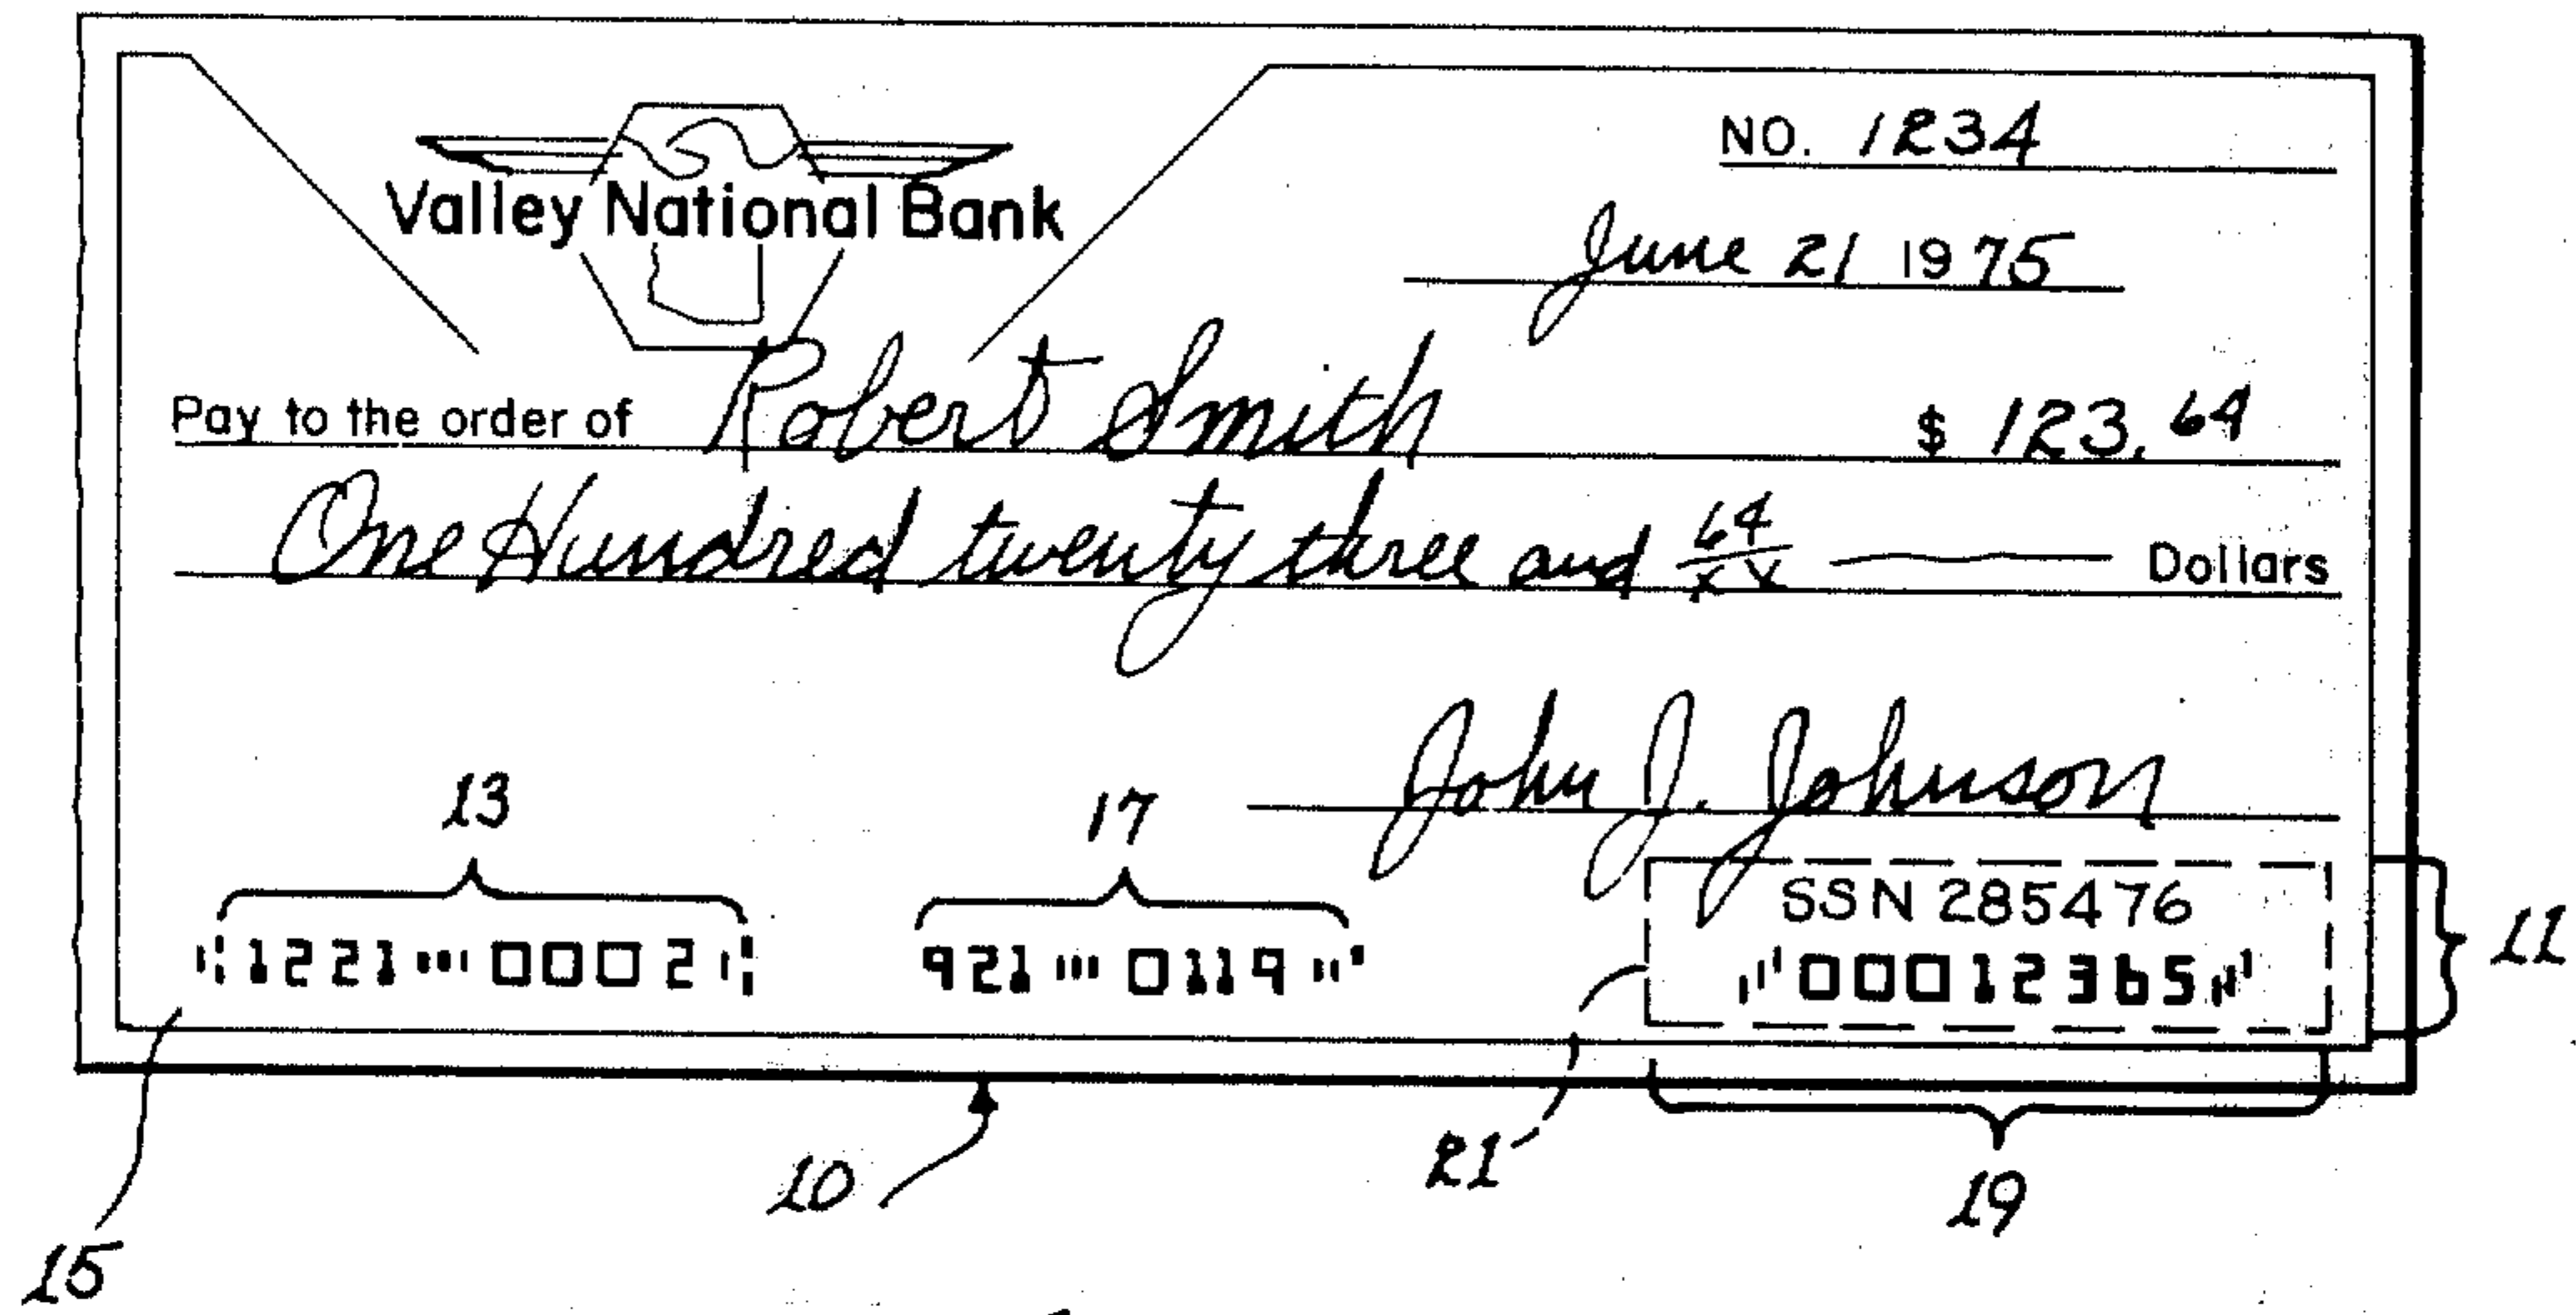 NO. 1234
Valley National Bank
June 21 1975
Pay to the order of Robert Smith $ 123.64
One Hundred twenty three and 64/xx Dollars
John J. Johnson
13
17
SSN 285476
11
⑆1221⑉0002⑆ 921⑉0119⑈ ⑈00012365⑈
10
21
19
15